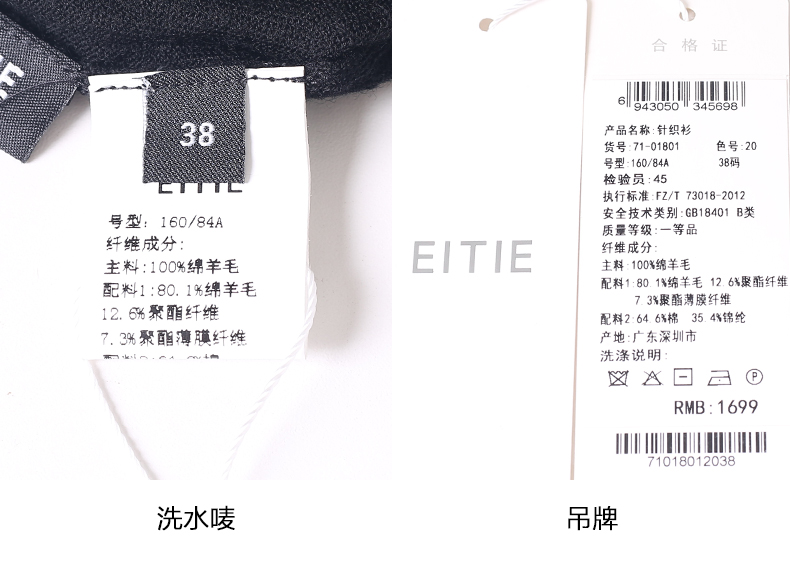 38
EITIE
号型: 160/84A
纤维成分:
主料:100%绵羊毛
配料1:80.1%绵羊毛
12.6%聚酯纤维
7.3%聚酯薄膜纤维
EITIE
合格证
6 943050 345698
产品名称:针织衫
货号:71-01801 色号:20
号型:160/84A 38码
检验员:45
执行标准:FZ/T 73018-2012
安全技术类别:GB18401 B类
质量等级:一等品
纤维成分:
主料:100%绵羊毛
配料1:80.1%绵羊毛 12.6%聚酯纤维
7.3%聚酯薄膜纤维
配料2:64.6%棉 35.4%锦纶
产地:广东深圳市
洗涤说明:
P
RMB:1699
71018012038
洗水唛
吊牌